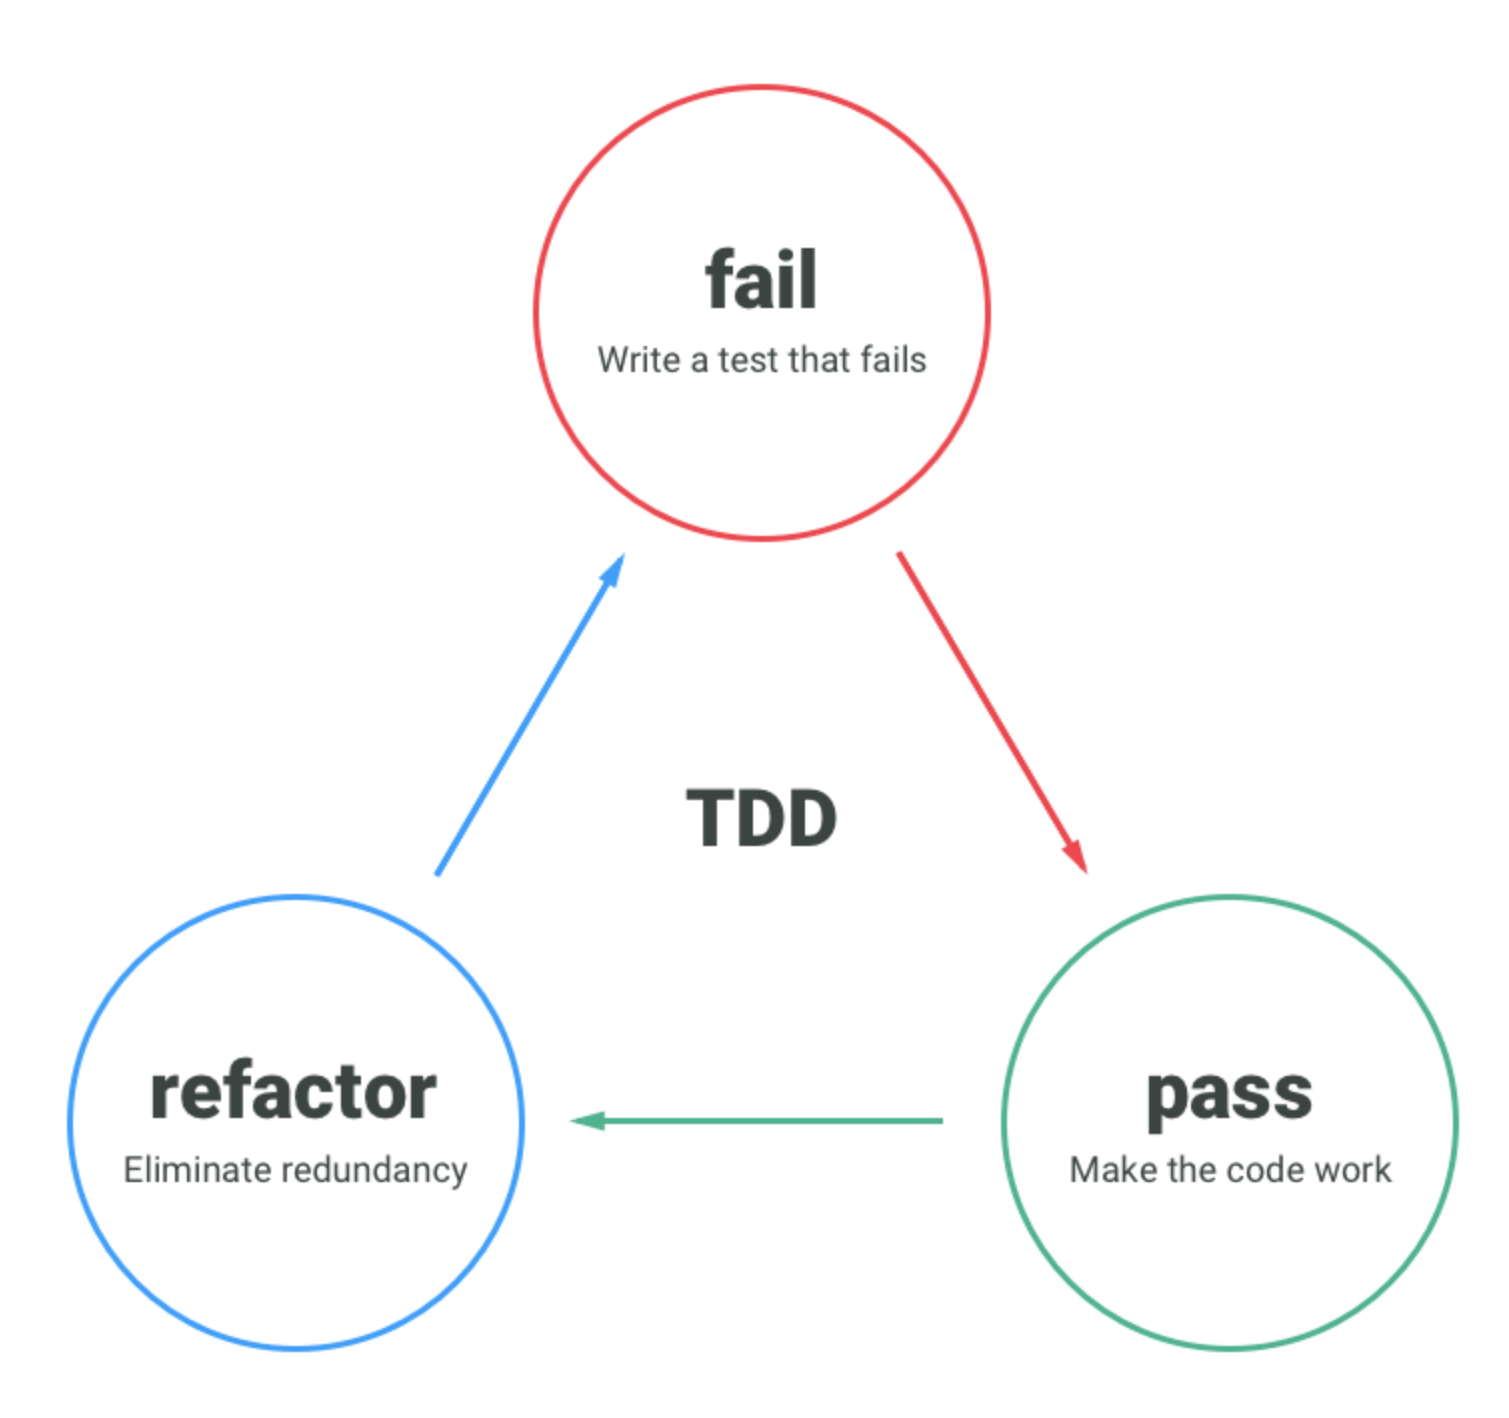 fail
Write a test that fails
TDD
refactor
Eliminate redundancy
pass
Make the code work